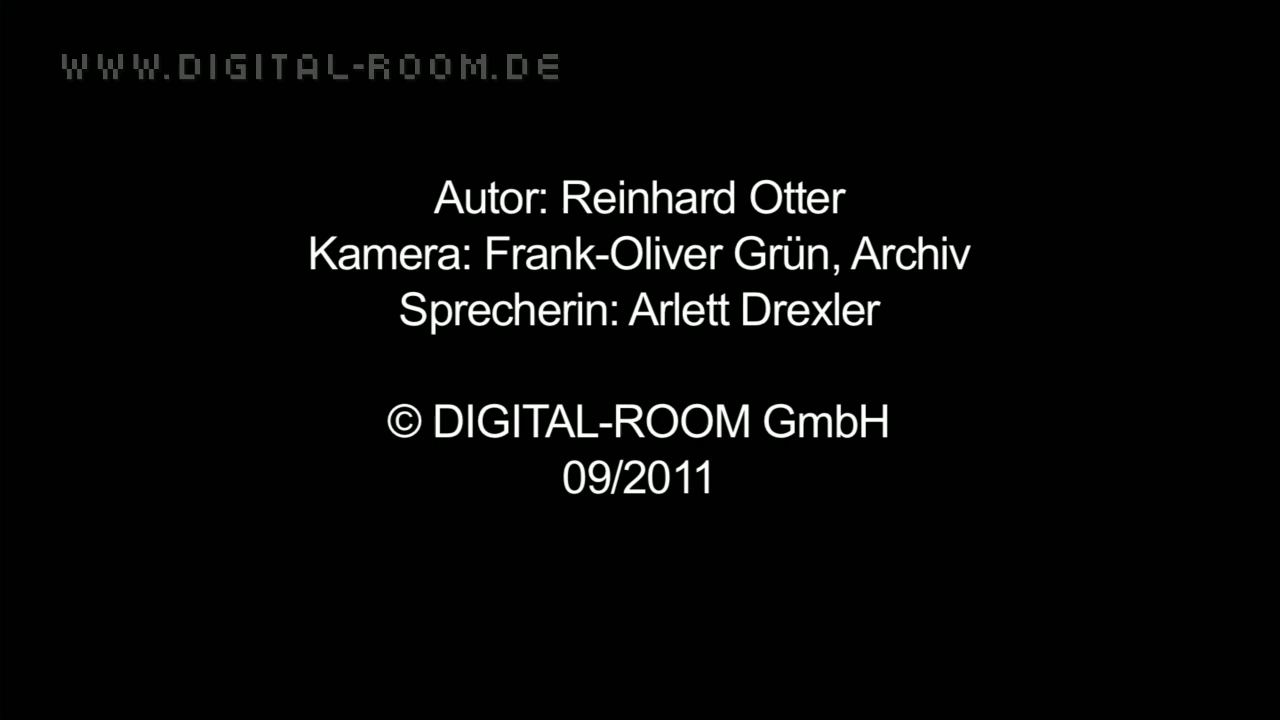 WWW.DIGITAL-ROOM.DE
Autor: Reinhard Otter
Kamera: Frank-Oliver Grün, Archiv
Sprecherin: Arlett Drexler
© DIGITAL-ROOM GmbH
09/2011